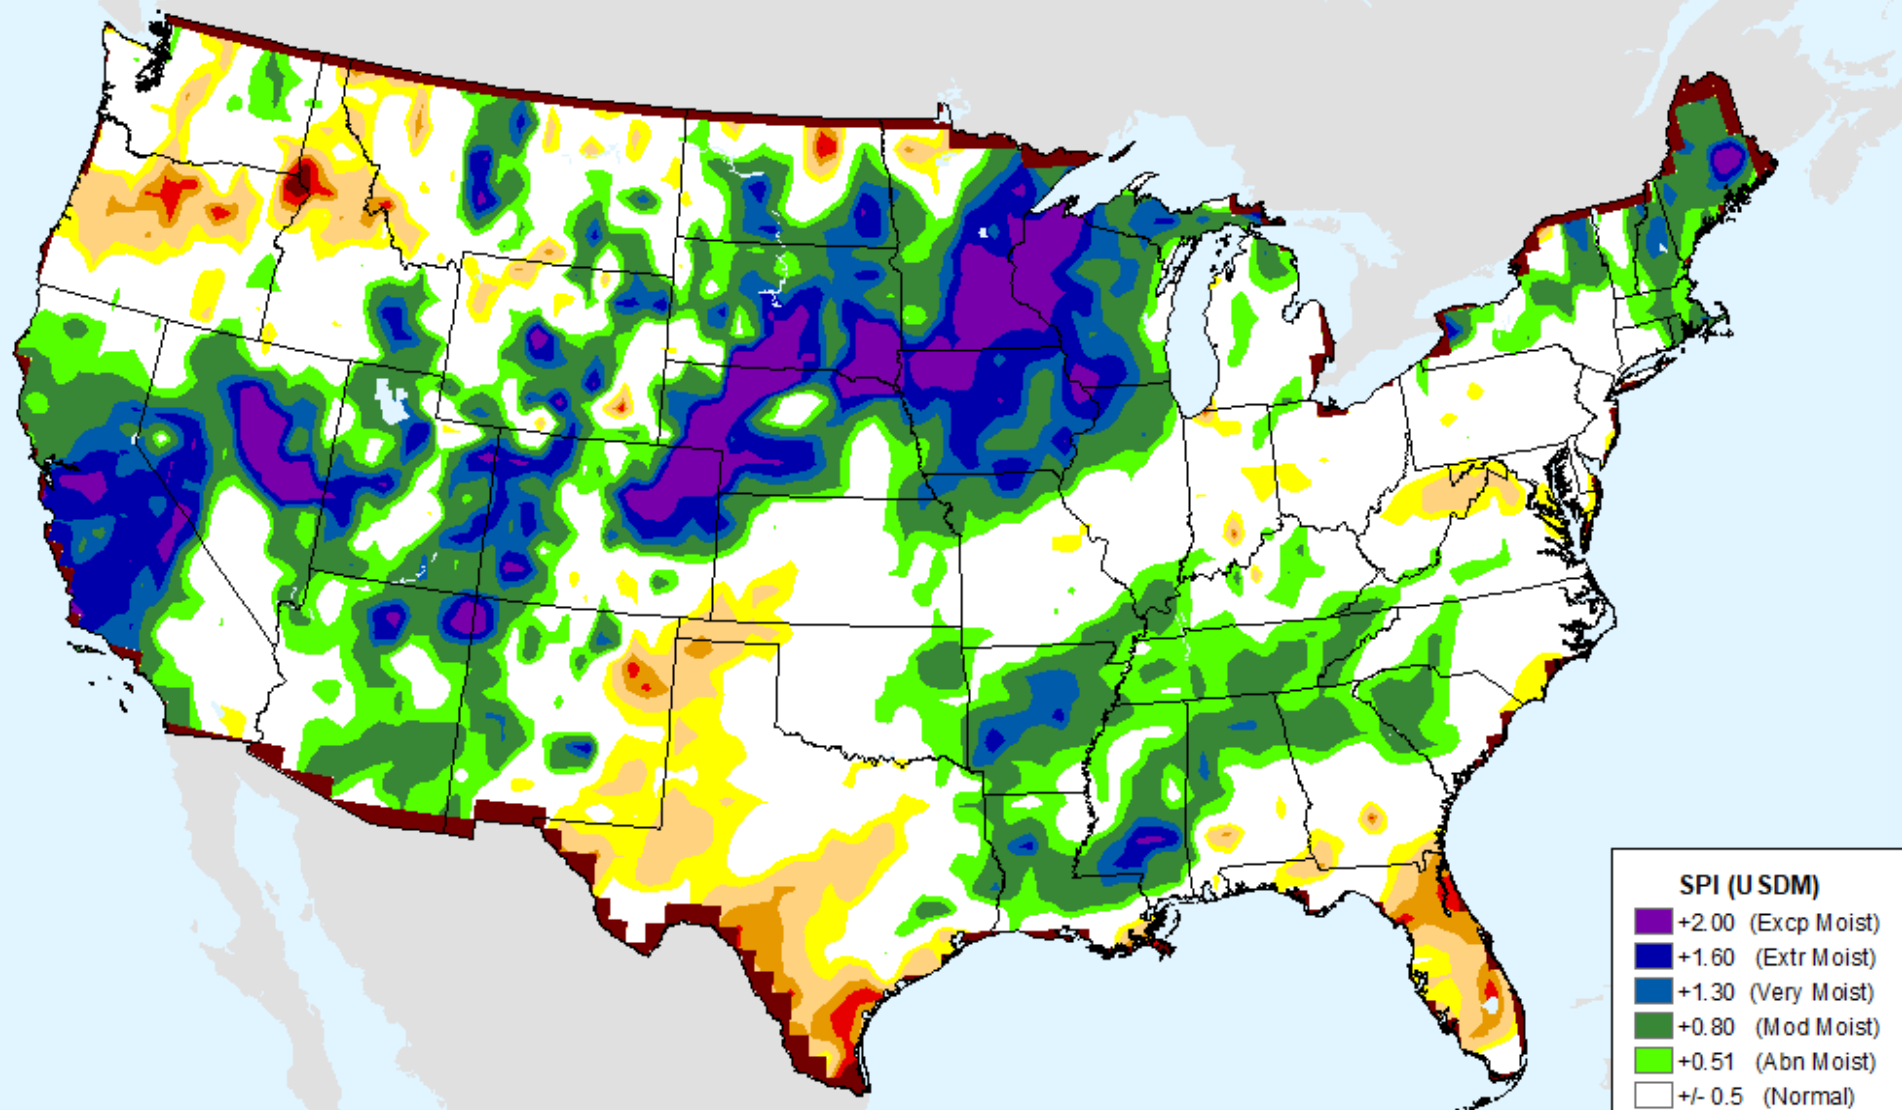 SPI (USDM)
+2.00 (Excp Moist)
+1.60 (Extr Moist)
+1.30 (Very Moist)
+0.80 (Mod Moist)
+0.51 (Abn Moist)
+/- 0.5 (Normal)